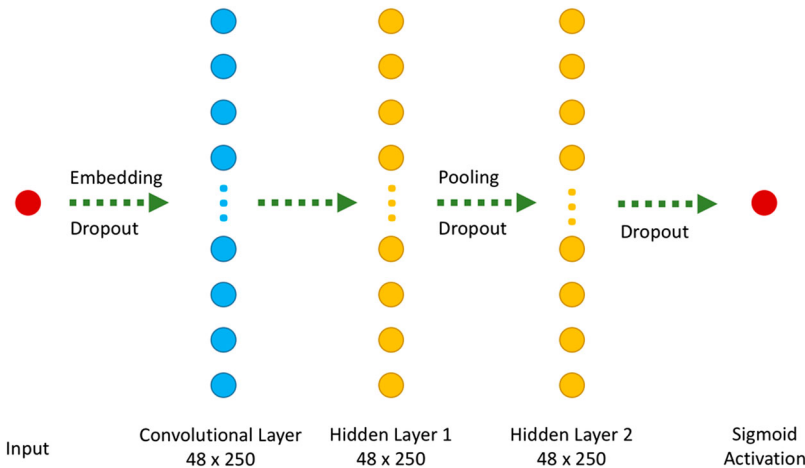 Embedding
Dropout
Pooling
Dropout
Dropout
Input
Convolutional Layer
48 x 250
Hidden Layer 1
48 x 250
Hidden Layer 2
48 x 250
Sigmoid
Activation